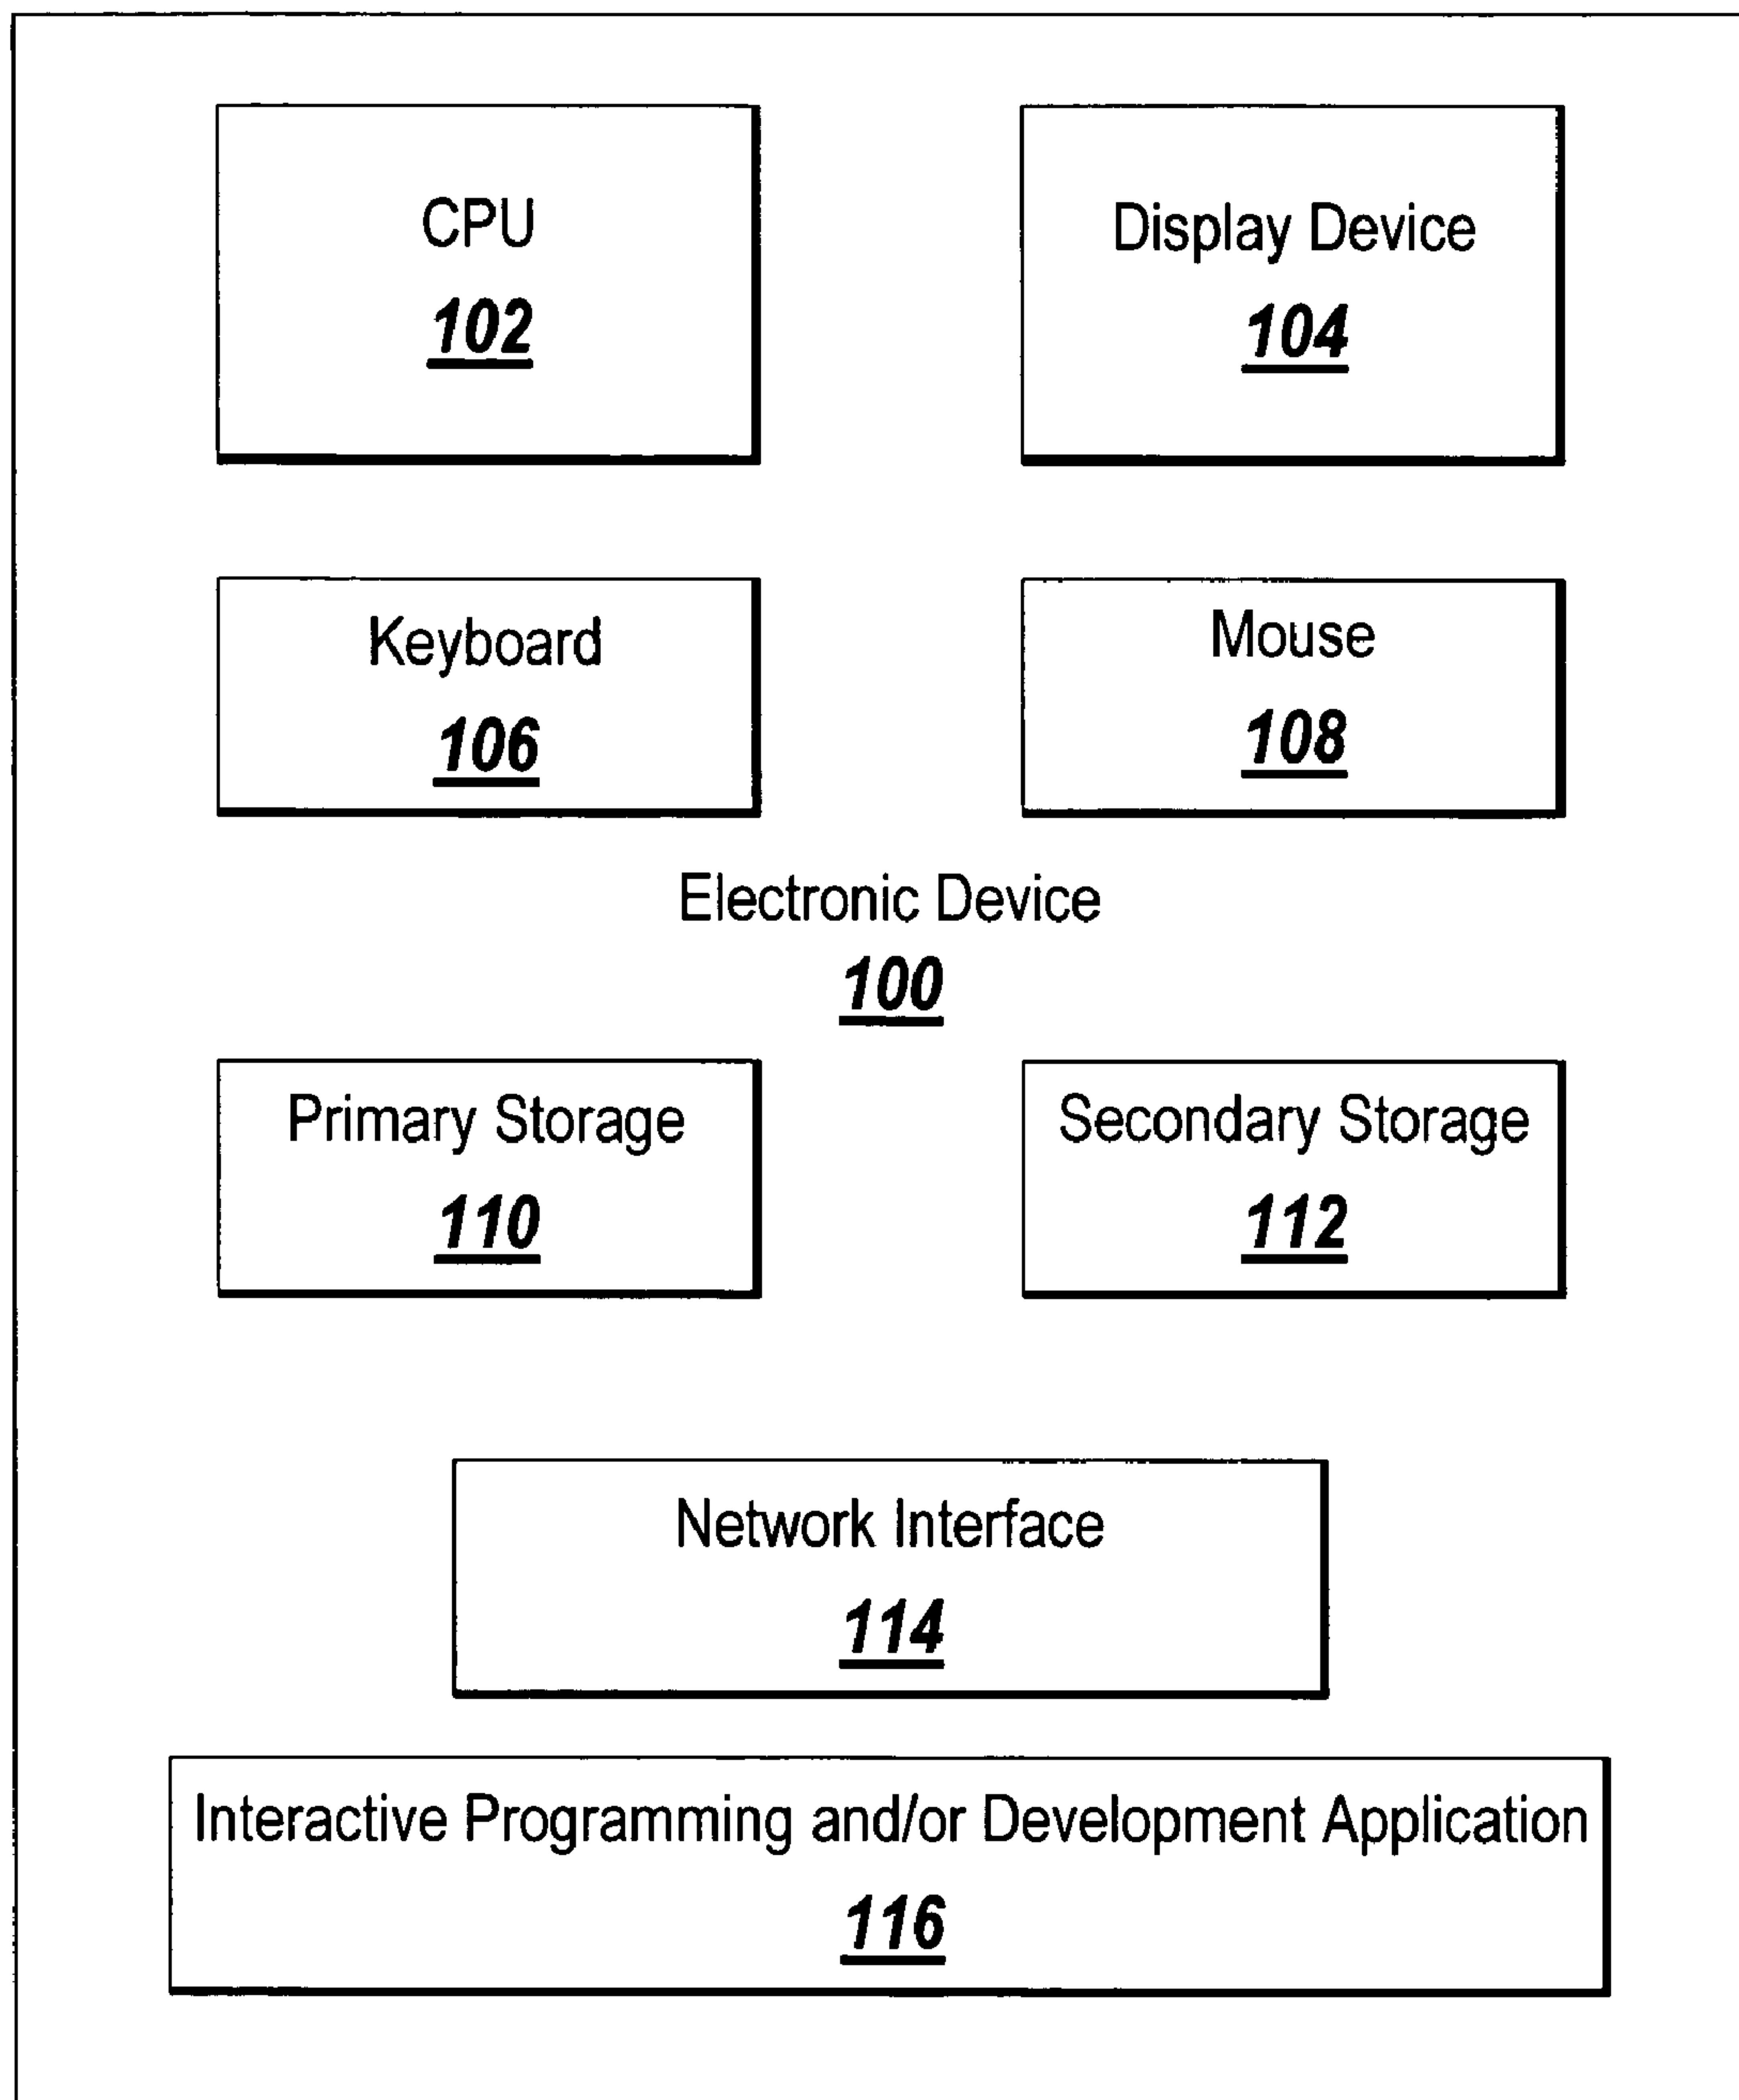 CPU
102
Display Device
104
Keyboard
106
Mouse
108
Electronic Device
100
Primary Storage
110
Secondary Storage
112
Network Interface
114
Interactive Programming and/or Development Application
116